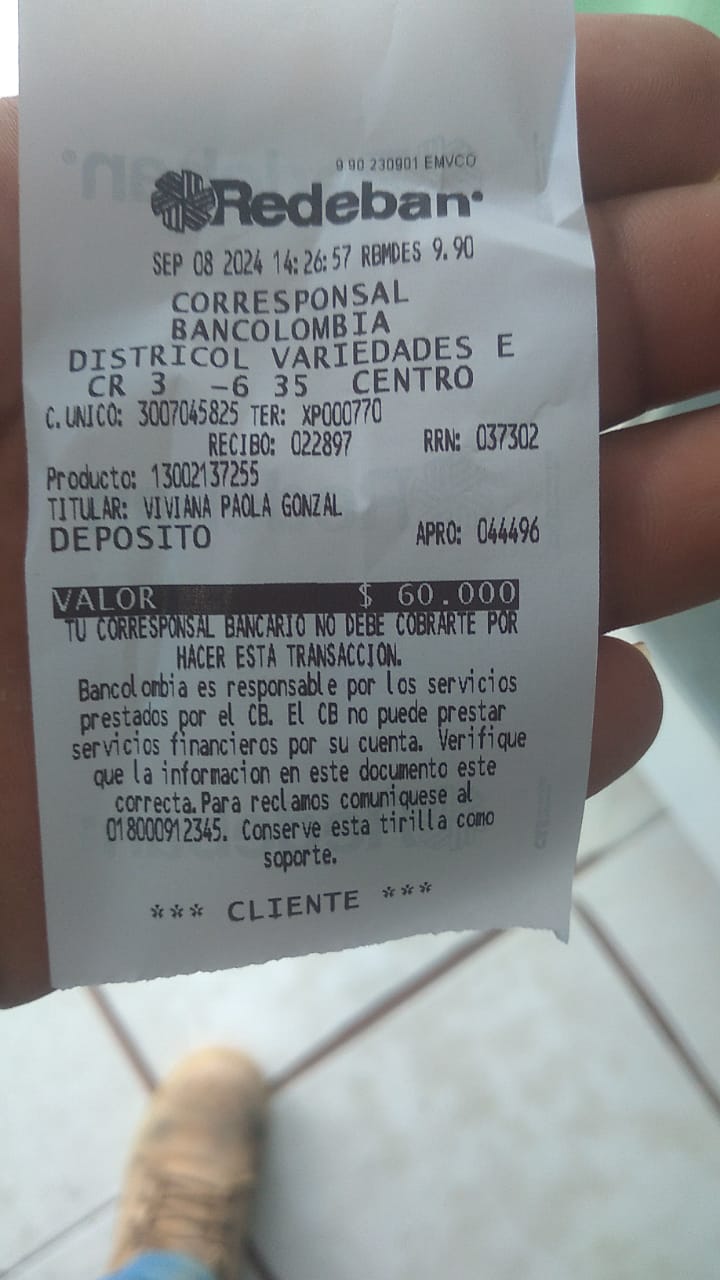 9 90 230901 EMVCO
Redeban
SEP 08 2024 14:26:57 RBMDES 9.90
CORRESPONSAL
BANCOLOMBIA
DISTRICOL VARIEDADES E
CR 3 -6 35 CENTRO
C.UNICO: 3007045825 TER: XP000770
RECIBO: 022897 RRN: 037302
Producto: 13002137255
TITULAR: VIVIANA PAOLA GONZAL
DEPOSITO APRO: 044496
VALOR $ 60.000
TU CORRESPONSAL BANCARIO NO DEBE COBRARTE POR
HACER ESTA TRANSACCION.
Bancolombia es responsable por los servicios
prestados por el CB. El CB no puede prestar
servicios financieros por su cuenta. Verifique
que la informacion en este documento este
correcta.Para reclamos comuniquese al
018000912345. Conserve esta tirilla como
soporte.
*** CLIENTE ***